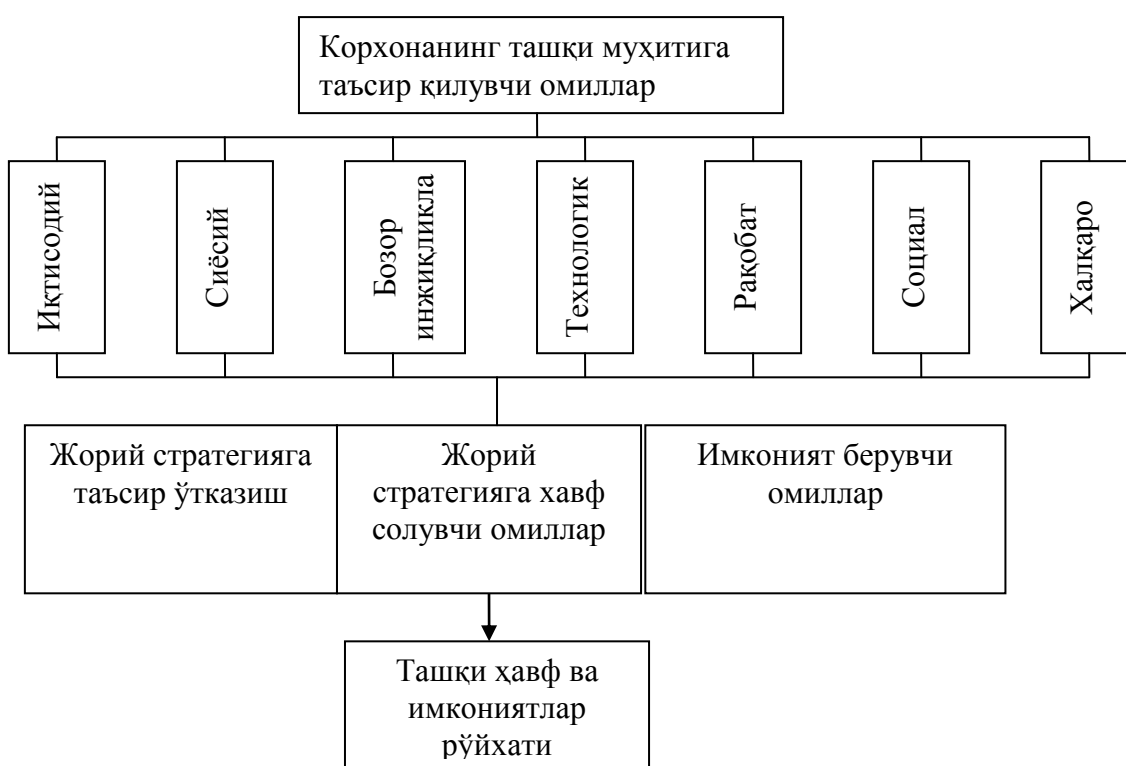 Корхонанинг ташқи муҳитига
таъсир қилувчи омиллар
Иқтисодий
Сиёсий
Бозор
инжиқликла
Технологик
Рақобат
Социал
Халқаро
Жорий стратегияга
таъсир ўтказиш
Жорий
стратегияга хавф
солувчи омиллар
Имконият берувчи
омиллар
Ташқи ҳавф ва
имкониятлар
рўйхати